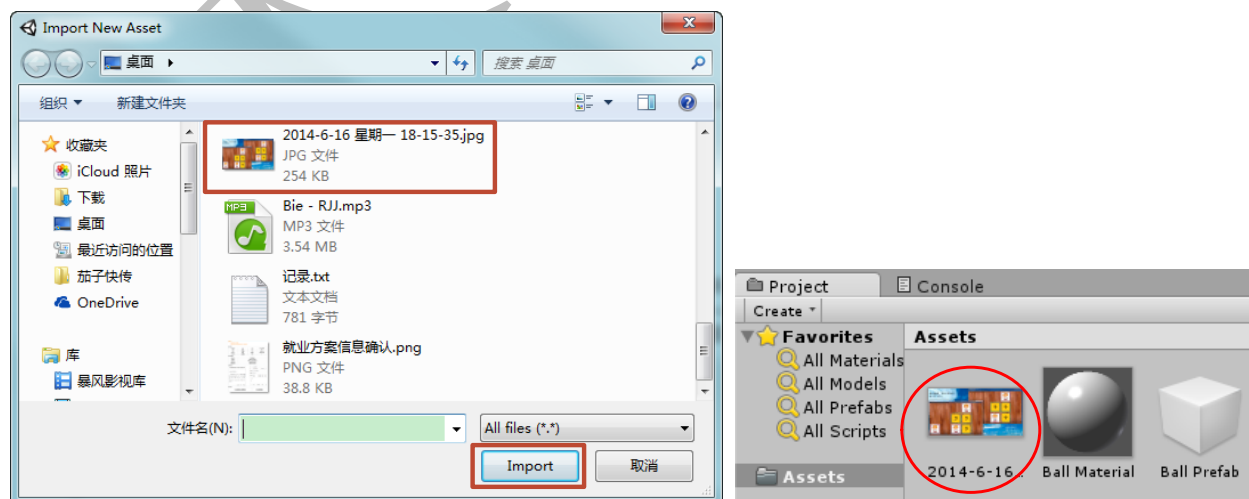 Import New Asset
桌面
搜索 桌面
组织
新建文件夹
收藏夹
iCloud 照片
下载
桌面
最近访问的位置
茄子快传
OneDrive
库
暴风影视库
2014-6-16 星期一 18-15-35.jpg
JPG 文件
254 KB
MP3
Bie - RJJ.mp3
MP3 文件
3.54 MB
记录.txt
文本文档
781 字节
就业方案信息确认.png
PNG 文件
38.8 KB
文件名(N):
All files (*.*)
Import
取消
Project
Console
Create
Favorites
All Materials
All Models
All Prefabs
All Scripts
Assets
Assets
2014-6-16...
Ball Material
Ball Prefab